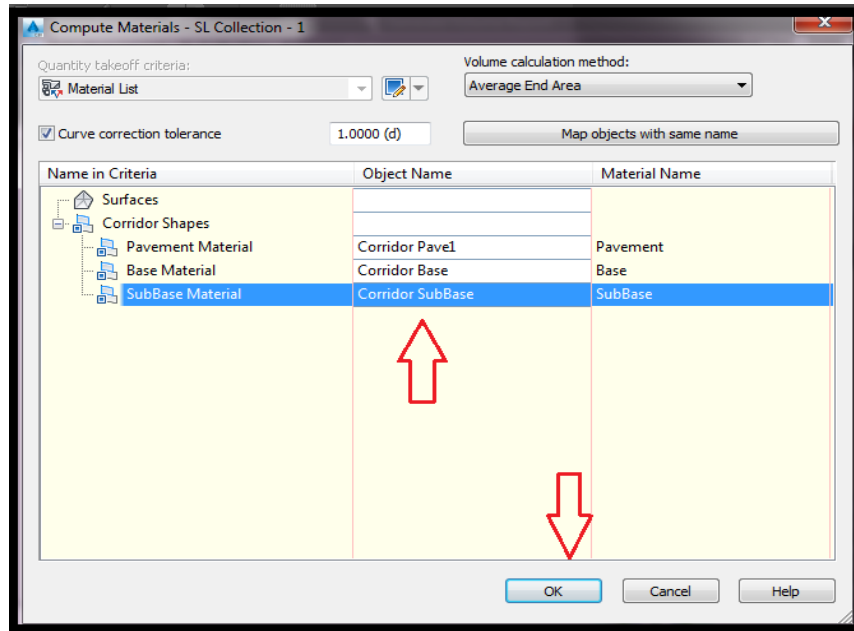 Compute Materials - SL Collection - 1
Quantity takeoff criteria:
Volume calculation method:
Material List
Average End Area
Curve correction tolerance
1.0000 (d)
Map objects with same name
Name in Criteria Object Name Material Name
Surfaces
Corridor Shapes
Pavement Material Corridor Pave1 Pavement
Base Material Corridor Base Base
SubBase Material Corridor SubBase SubBase
OK Cancel Help